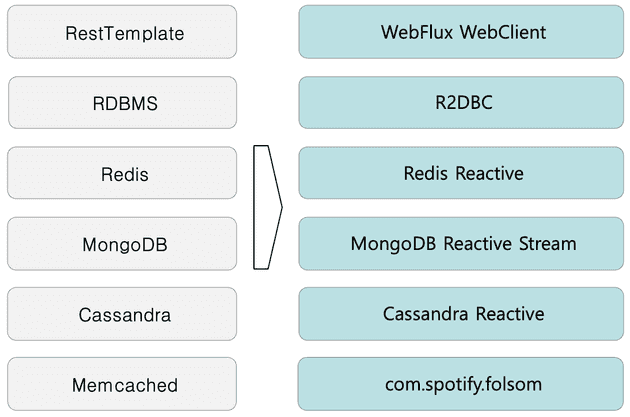 RestTemplate
WebFlux WebClient
RDBMS
R2DBC
Redis
Redis Reactive
MongoDB
MongoDB Reactive Stream
Cassandra
Cassandra Reactive
Memcached
com.spotify.folsom